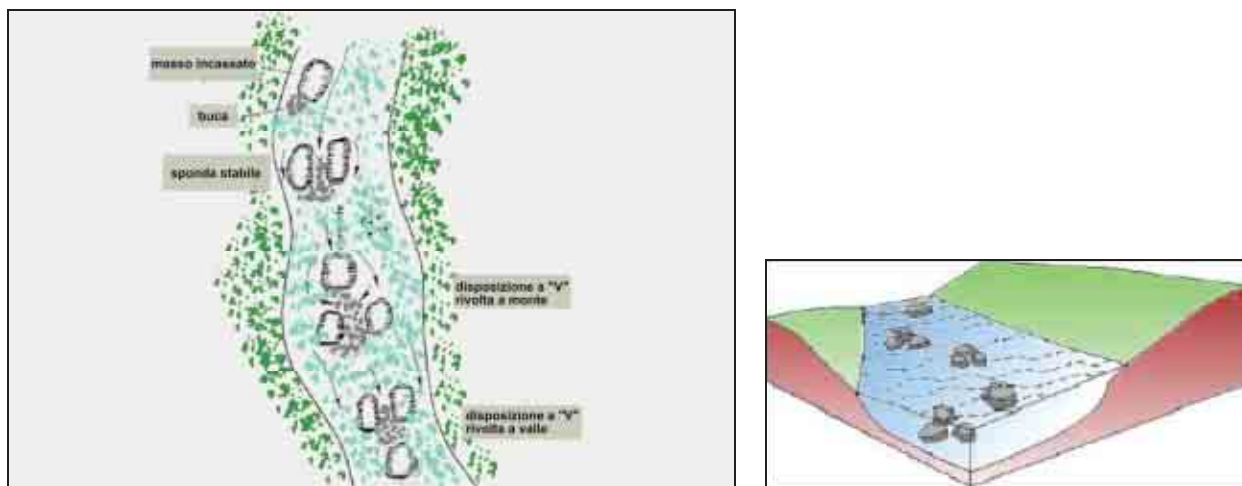 masso incassato
buca
sponda stabile
disposizione a "V"
rivolta a monte
disposizione a "V"
rivolta a valle